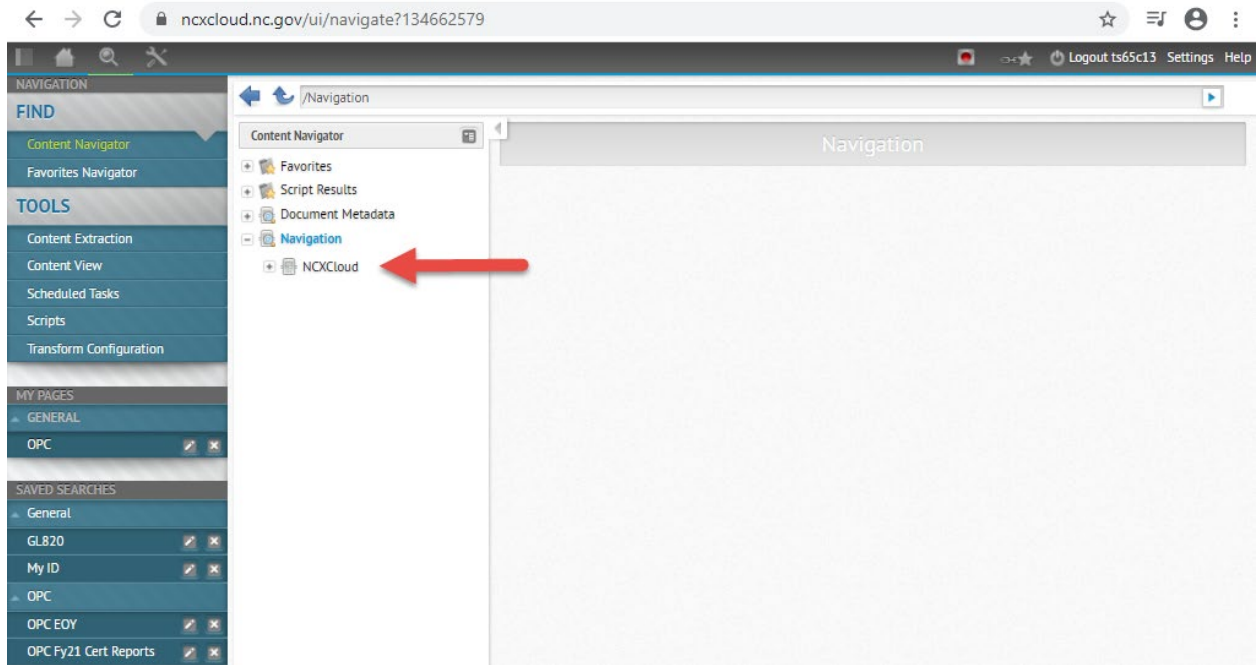 ncxcloud.nc.gov/ui/navigate?134662579
Logout ts65c13 Settings Help
NAVIGATION
FIND
Content Navigator
Favorites Navigator
TOOLS
Content Extraction
Content View
Scheduled Tasks
Scripts
Transform Configuration
MY PAGES
GENERAL
OPC
SAVED SEARCHES
General
GL820
My ID
OPC
OPC EOY
OPC Fy21 Cert Reports
/Navigation
Content Navigator
Favorites
Script Results
Document Metadata
Navigation
NCXCloud
Navigation